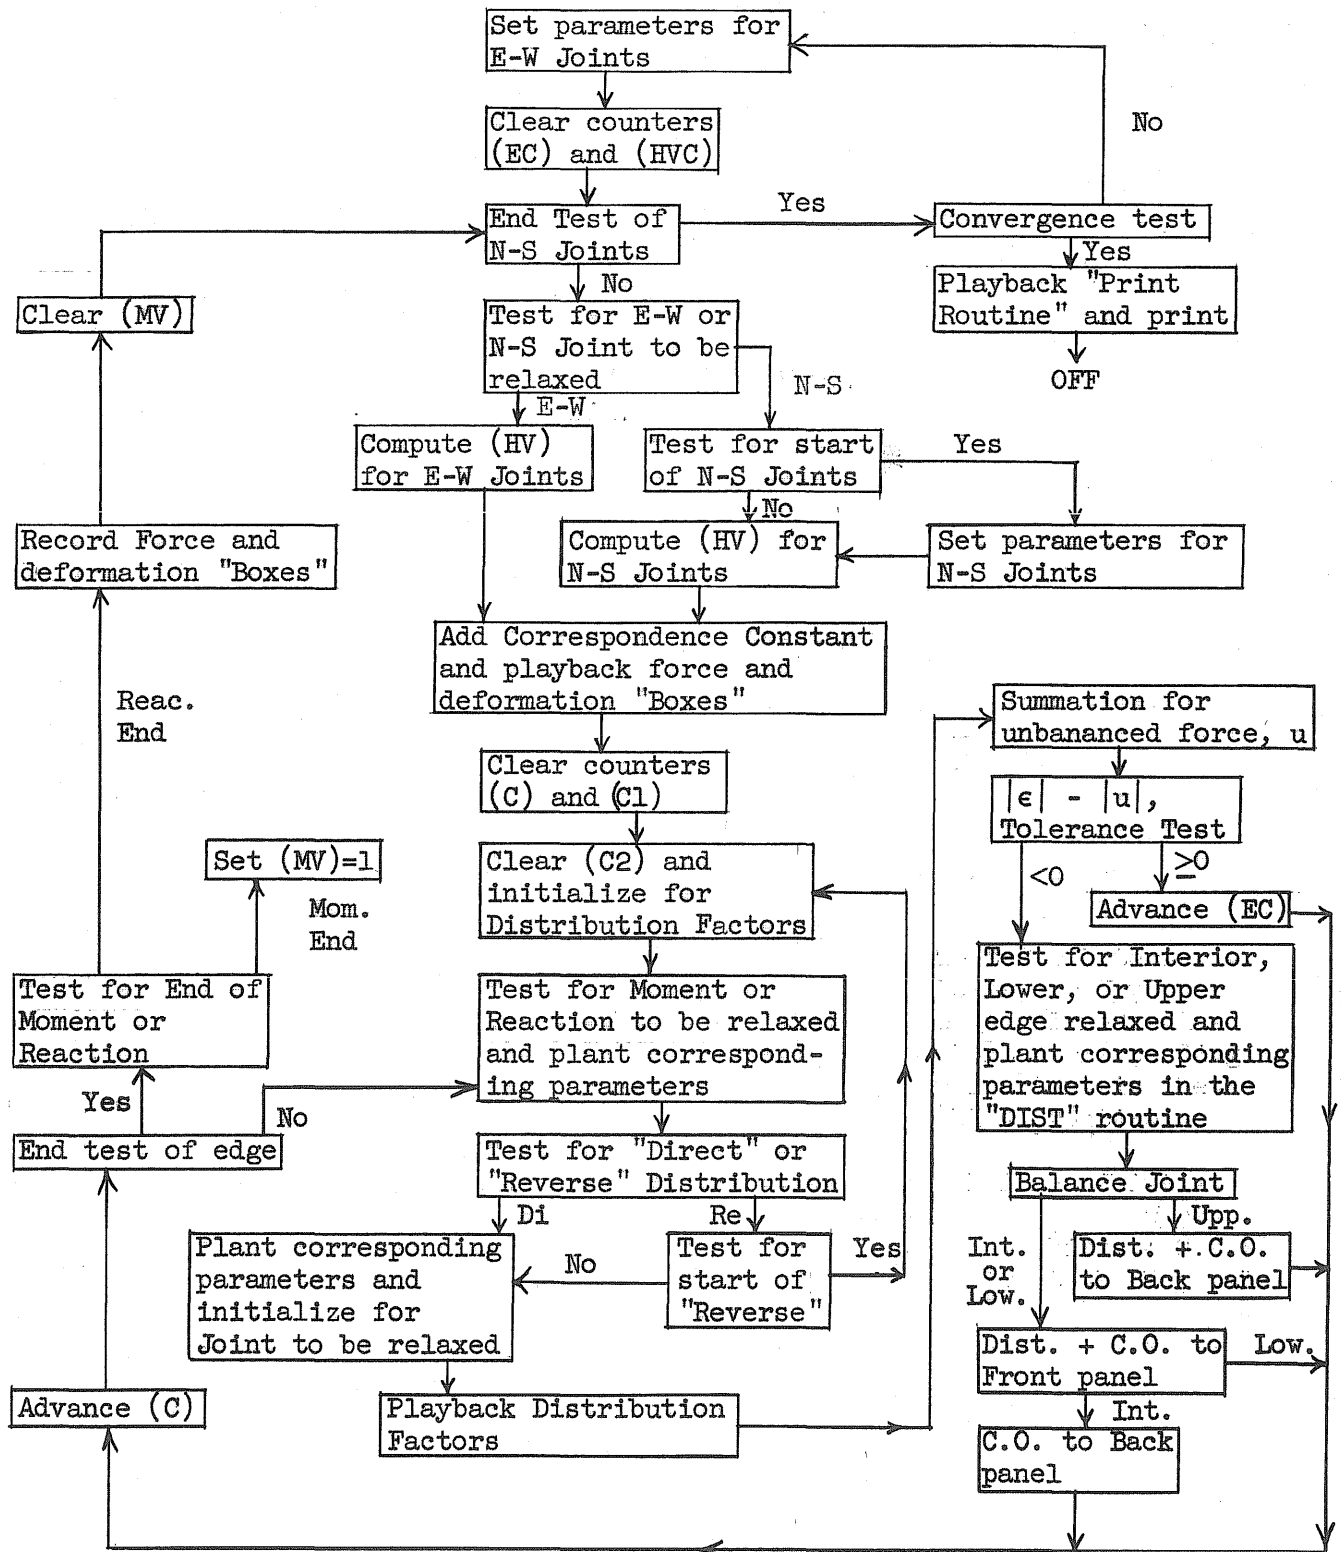 Set parameters for
E-W Joints
No
Clear counters
(EC) and (HVC)
End Test of
N-S Joints
Yes
Convergence test
Yes
No
Playback "Print
Routine" and print
OFF
Clear (MV)
Test for E-W or
N-S Joint to be
relaxed
N-S
E-W
Compute (HV)
for E-W Joints
Test for start
of N-S Joints
Yes
No
Record Force and
deformation "Boxes"
Compute (HV) for
N-S Joints
Set parameters for
N-S Joints
Add Correspondence Constant
and playback force and
deformation "Boxes"
Reac.
End
Summation for
unbananced force, u
Clear counters
(C) and (C1)
|ϵ| - |u|,
Tolerance Test
Set (MV)=1
Mom.
End
Clear (C2) and
initialize for
Distribution Factors
<0
≥0
Advance (EC)
Test for Interior,
Lower, or Upper
edge relaxed and
plant corresponding
parameters in the
"DIST" routine
Test for End of
Moment or
Reaction
Test for Moment or
Reaction to be relaxed
and plant correspond-
ing parameters
Yes
No
End test of edge
Test for "Direct" or
"Reverse" Distribution
Balance Joint
Di
Re
Upp.
Plant corresponding
parameters and
initialize for
Joint to be relaxed
No
Test for
start of
"Reverse"
Yes
Int.
or
Low.
Dist. + C.O.
to Back panel
Dist. + C.O. to
Front panel
Low.
Advance (C)
Playback Distribution
Factors
Int.
C.O. to Back
panel